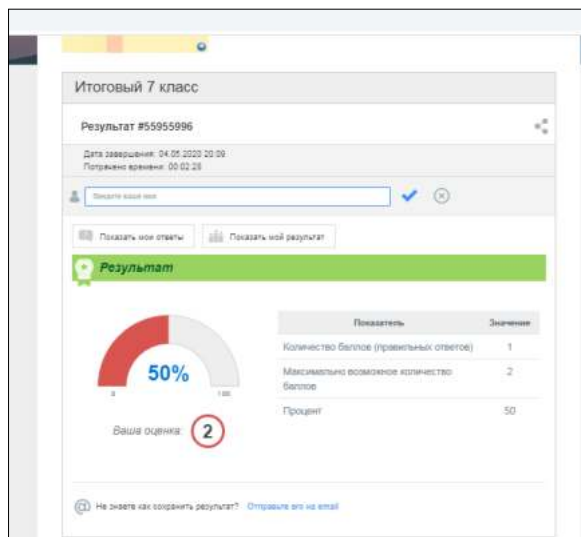 Итоговый 7 класс
Результат #55955996
Дата завершения: 04.05.2020 20:09
Потрачено времени: 00:02:28
Введите ваше имя
Показать мои ответы
Показать мой результат
Результат
Показатель Значение
Количество баллов (правильных ответов) 1
Максимально возможное количество 2
баллов
Процент 50
50%
0 100
Ваша оценка: 2
Не знаете как сохранить результат? Отправьте его на email